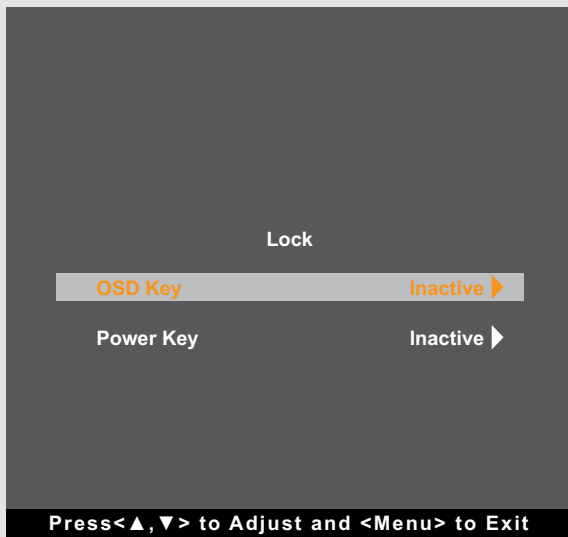 Lock
OSD Key Inactive
Power Key Inactive
Press<▲,▼> to Adjust and <Menu> to Exit